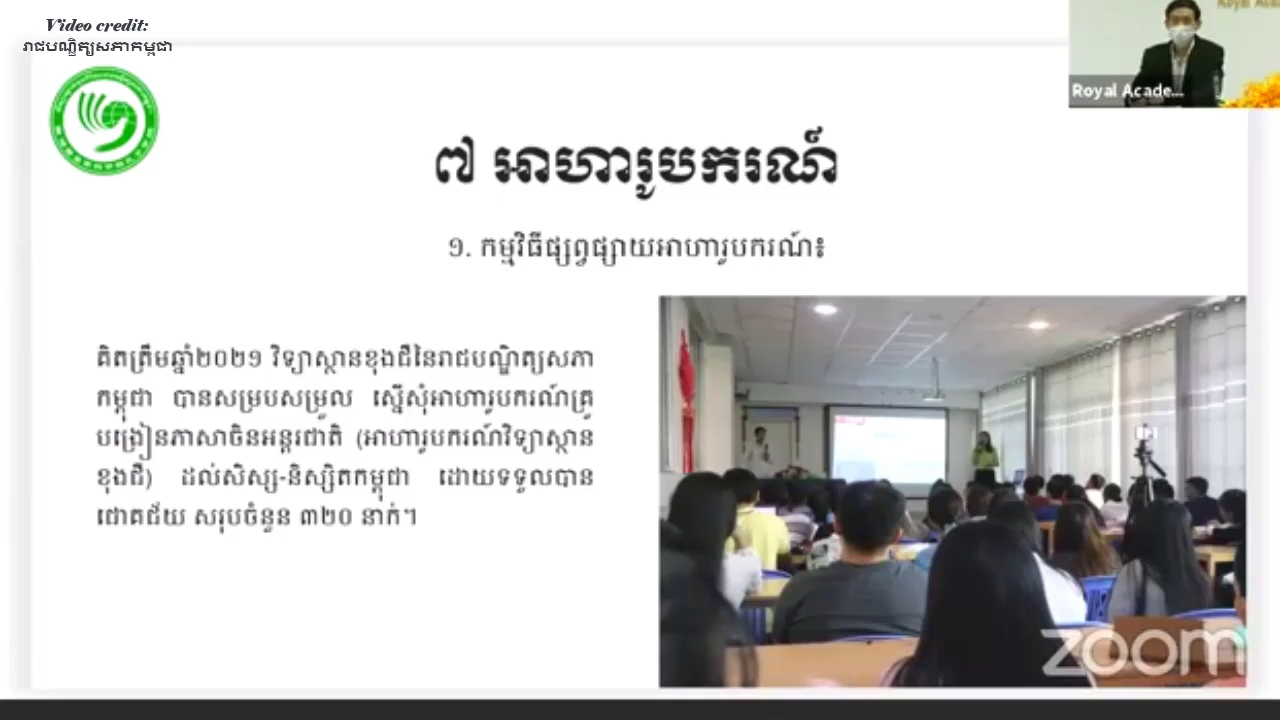 Video credit:
រាជបណ្ឌិត្យសភាកម្ពុជា
Royal Acade...
៧ អាហារូបករណ៍
១. កម្មវិធីផ្សព្វផ្សាយអាហារូបករណ៍៖
គិតត្រឹមឆ្នាំ២០២១ វិទ្យាស្ថានខុងជឺនៃរាជបណ្ឌិត្យសភា
កម្ពុជា បានសម្របសម្រួល ស្នើសុំអាហារូបករណ៍គ្រូ
បង្រៀនភាសាចិនអន្តរជាតិ (អាហារូបករណ៍វិទ្យាស្ថាន
ខុងជឺ) ដល់សិស្ស-និស្សិតកម្ពុជា ដោយទទួលបាន
ជោគជ័យ សរុបចំនួន ៣២០ នាក់។
zoom